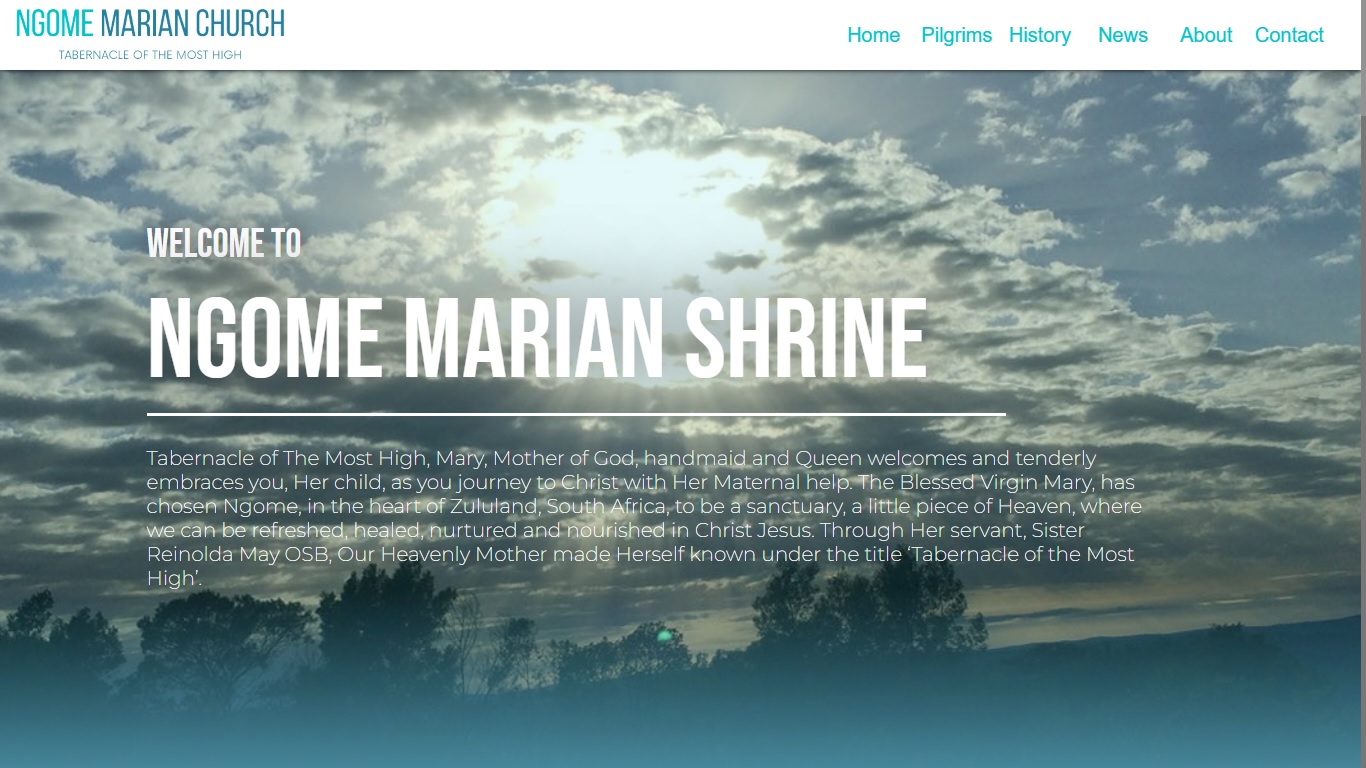 NGOME MARIAN CHURCH
TABERNACLE OF THE MOST HIGH
Home Pilgrims History News About Contact
WELCOME TO
NGOME MARIAN SHRINE
Tabernacle of The Most High, Mary, Mother of God, handmaid and Queen welcomes and tenderly
embraces you, Her child, as you journey to Christ with Her Maternal help. The Blessed Virgin Mary, has
chosen Ngome, in the heart of Zululand, South Africa, to be a sanctuary, a little piece of Heaven, where
we can be refreshed, healed, nurtured and nourished in Christ Jesus. Through Her servant, Sister
Reinolda May OSB, Our Heavenly Mother made Herself known under the title ‘Tabernacle of the Most
High’.